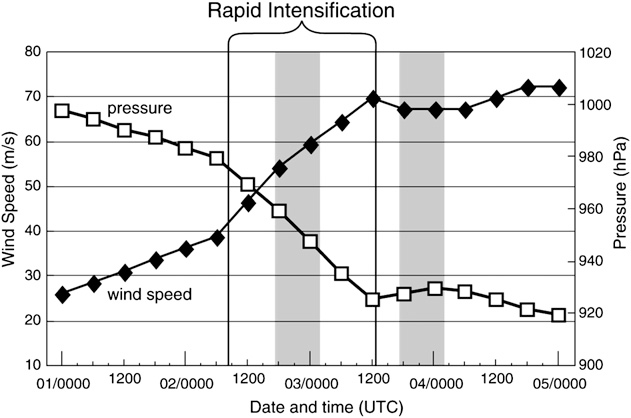 Rapid Intensification
80
70
60
50
40
30
20
10
Wind Speed (m/s)
pressure
wind speed
1020
1000
980
960
940
920
900
Pressure (hPa)
01/0000 1200 02/0000 1200 03/0000 1200 04/0000 1200 05/0000
Date and time (UTC)